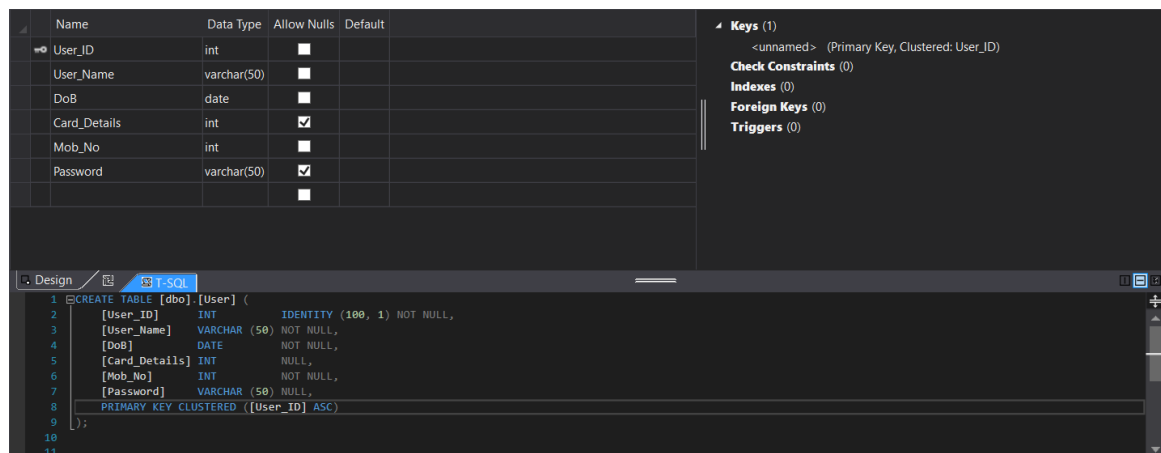 Name Data Type Allow Nulls Default
User_ID int
User_Name varchar(50)
DoB date
Card_Details int
Mob_No int
Password varchar(50)
Keys (1)
<unnamed> (Primary Key, Clustered: User_ID)
Check Constraints (0)
Indexes (0)
Foreign Keys (0)
Triggers (0)
Design T-SQL
1 CREATE TABLE [dbo].[User] (
2 [User_ID] INT IDENTITY (100, 1) NOT NULL,
3 [User_Name] VARCHAR (50) NOT NULL,
4 [DoB] DATE NOT NULL,
5 [Card_Details] INT NULL,
6 [Mob_No] INT NOT NULL,
7 [Password] VARCHAR (50) NULL,
8 PRIMARY KEY CLUSTERED ([User_ID] ASC)
9 );
10
11